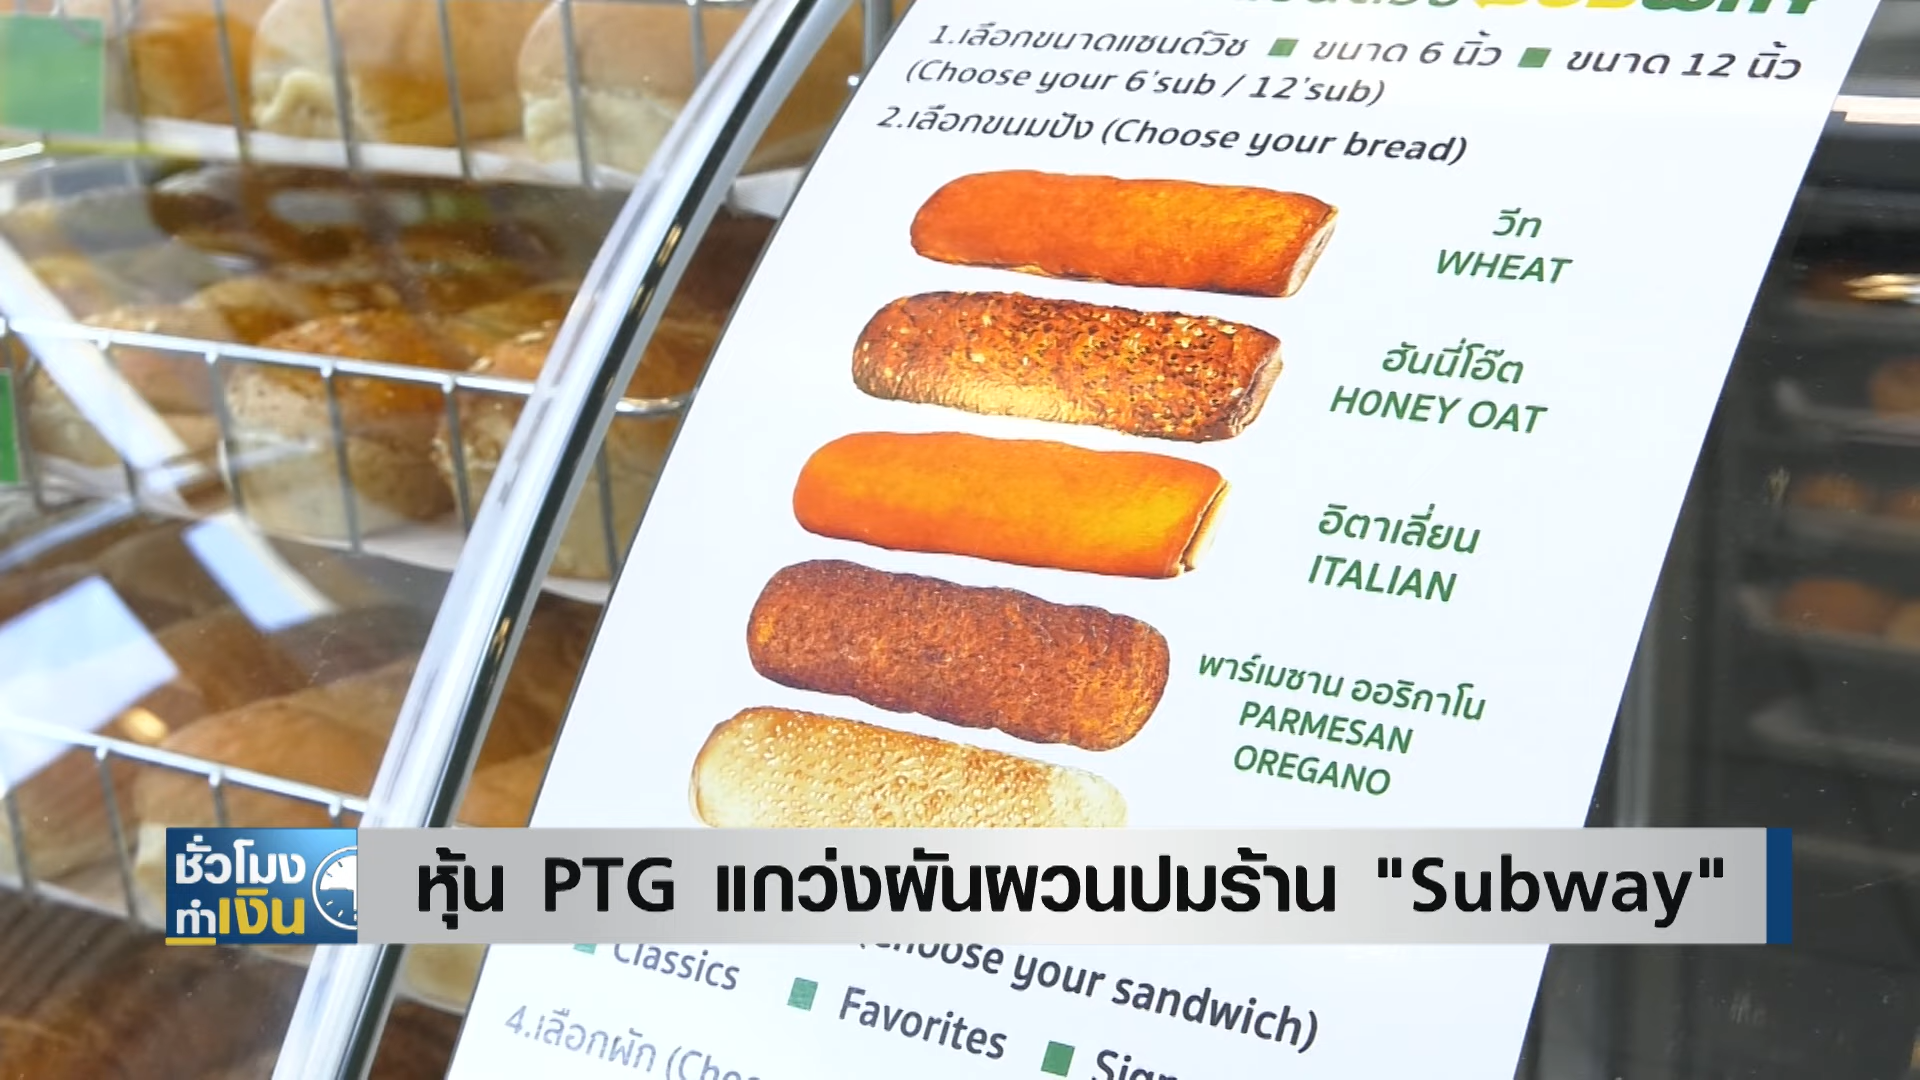 1.เลือกขนาดแซนด์วิช ขนาด 6 นิ้ว ขนาด 12 นิ้ว
(Choose your 6'sub / 12'sub)
2.เลือกขนมปัง (Choose your bread)
วีท
WHEAT
ฮันนี่โอ๊ต
HONEY OAT
อิตาเลี่ยน
ITALIAN
พาร์เมซาน ออริกาโน
PARMESAN
OREGANO
ชั่วโมง
ทำเงิน
หุ้น PTG แกว่งผันผวนปมร้าน "Subway"
(Choose your sandwich)
Classics Favorites
4.เลือกผัก